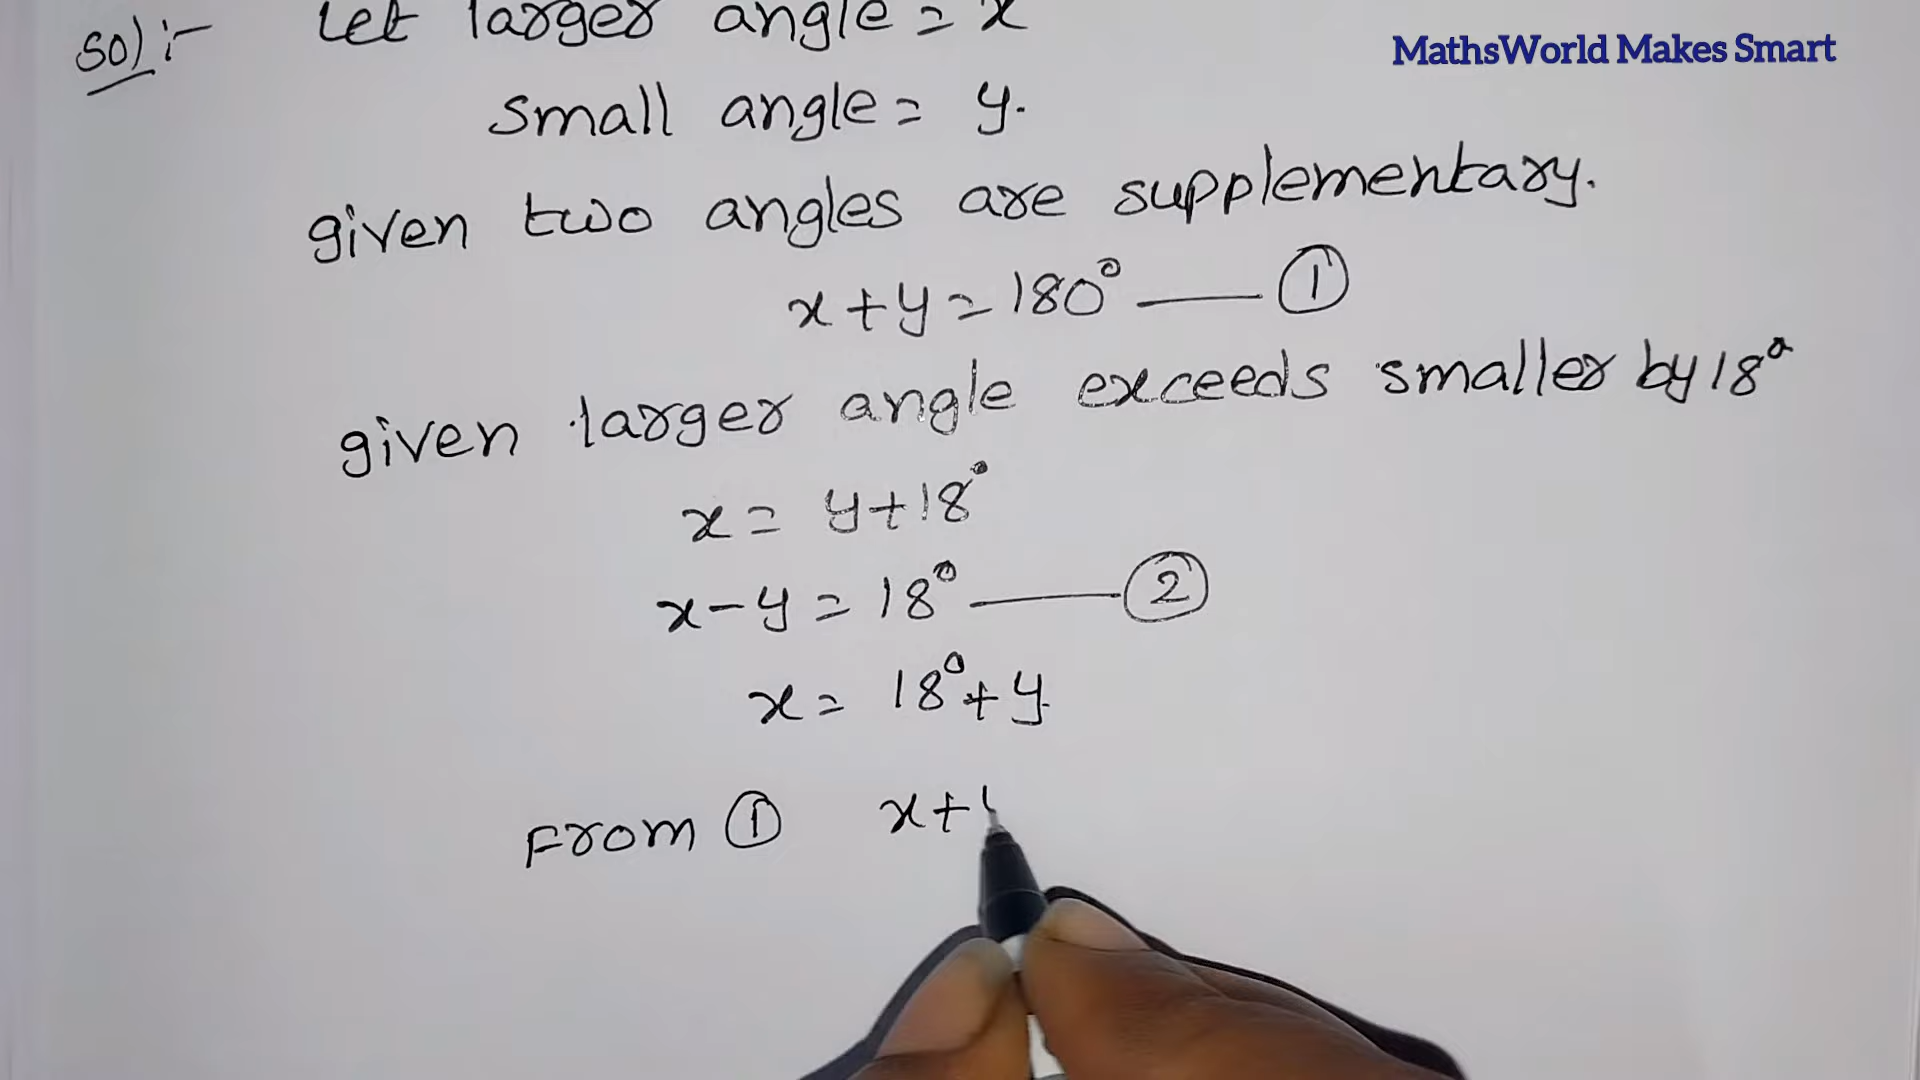 Sol:- Let larger angle = x
MathsWorld Makes Smart
small angle = y.
given two angles are supplementary.
x + y = 180° —— ①
given larger angle exceeds smaller by 18°
x = y + 18°
x - y = 18° —— ②
x = 18° + y
From ① x +